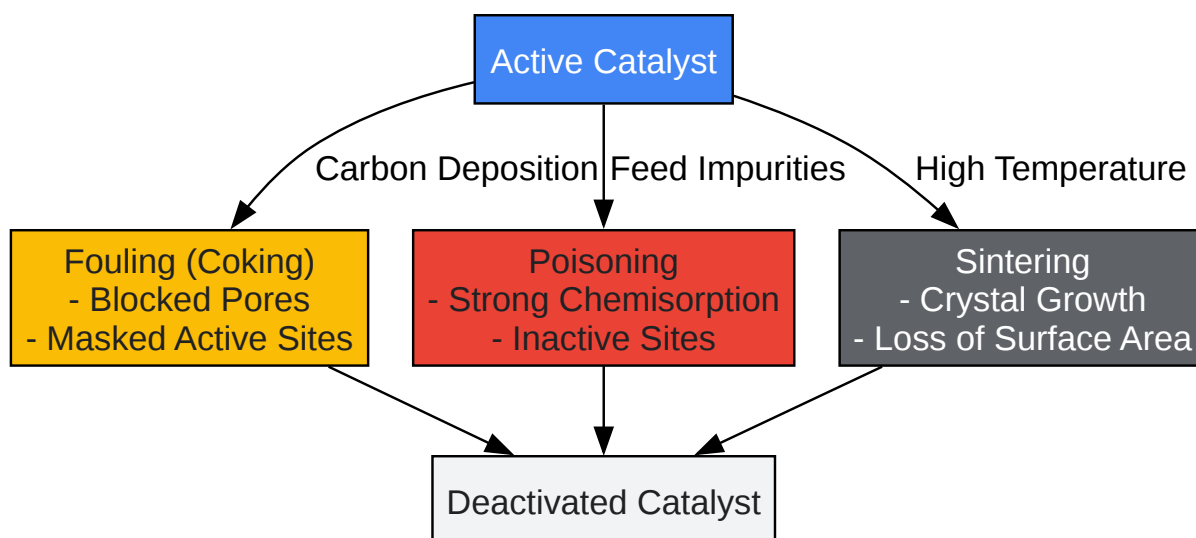 Active Catalyst
Carbon Deposition
Feed Impurities
High Temperature
Fouling (Coking)
- Blocked Pores
- Masked Active Sites
Poisoning
- Strong Chemisorption
- Inactive Sites
Sintering
- Crystal Growth
- Loss of Surface Area
Deactivated Catalyst